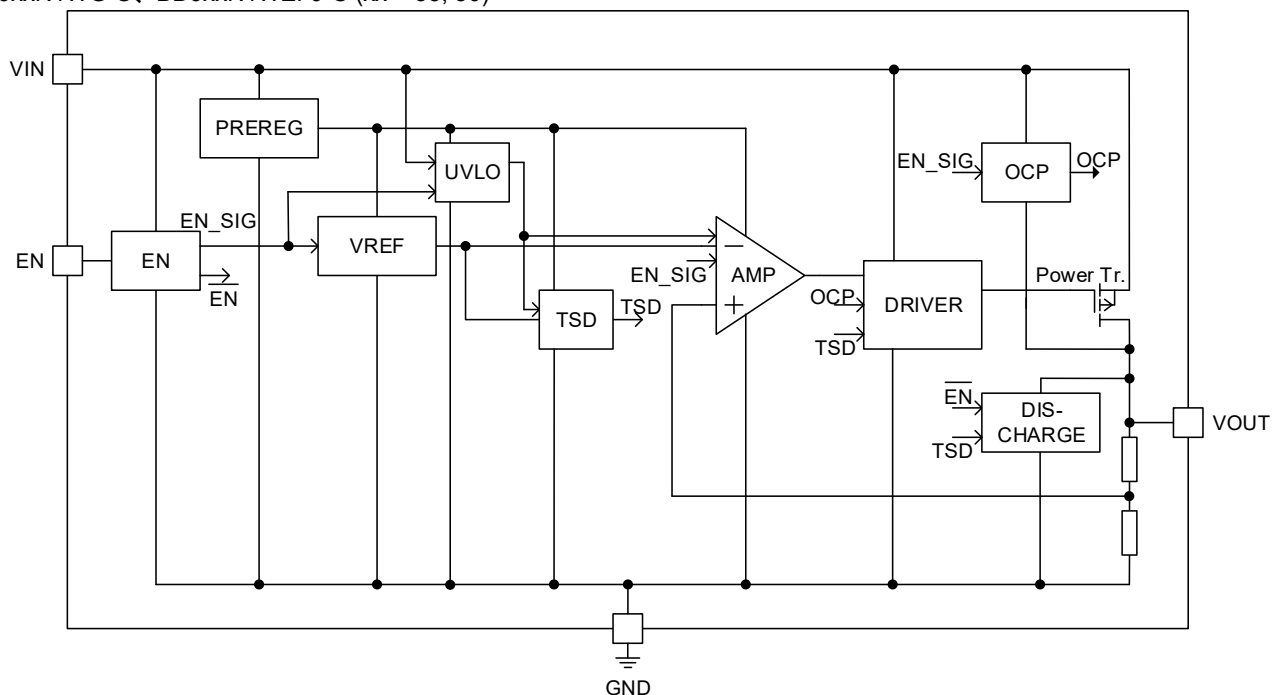 VIN
PREREG
UVLO
EN_SIG
OCP
OCP
EN_SIG
VREF
EN
EN
EN
EN_SIG
AMP
Power Tr.
OCP
DRIVER
TSD
TSD
TSD
EN
DIS-
CHARGE
TSD
VOUT
GND